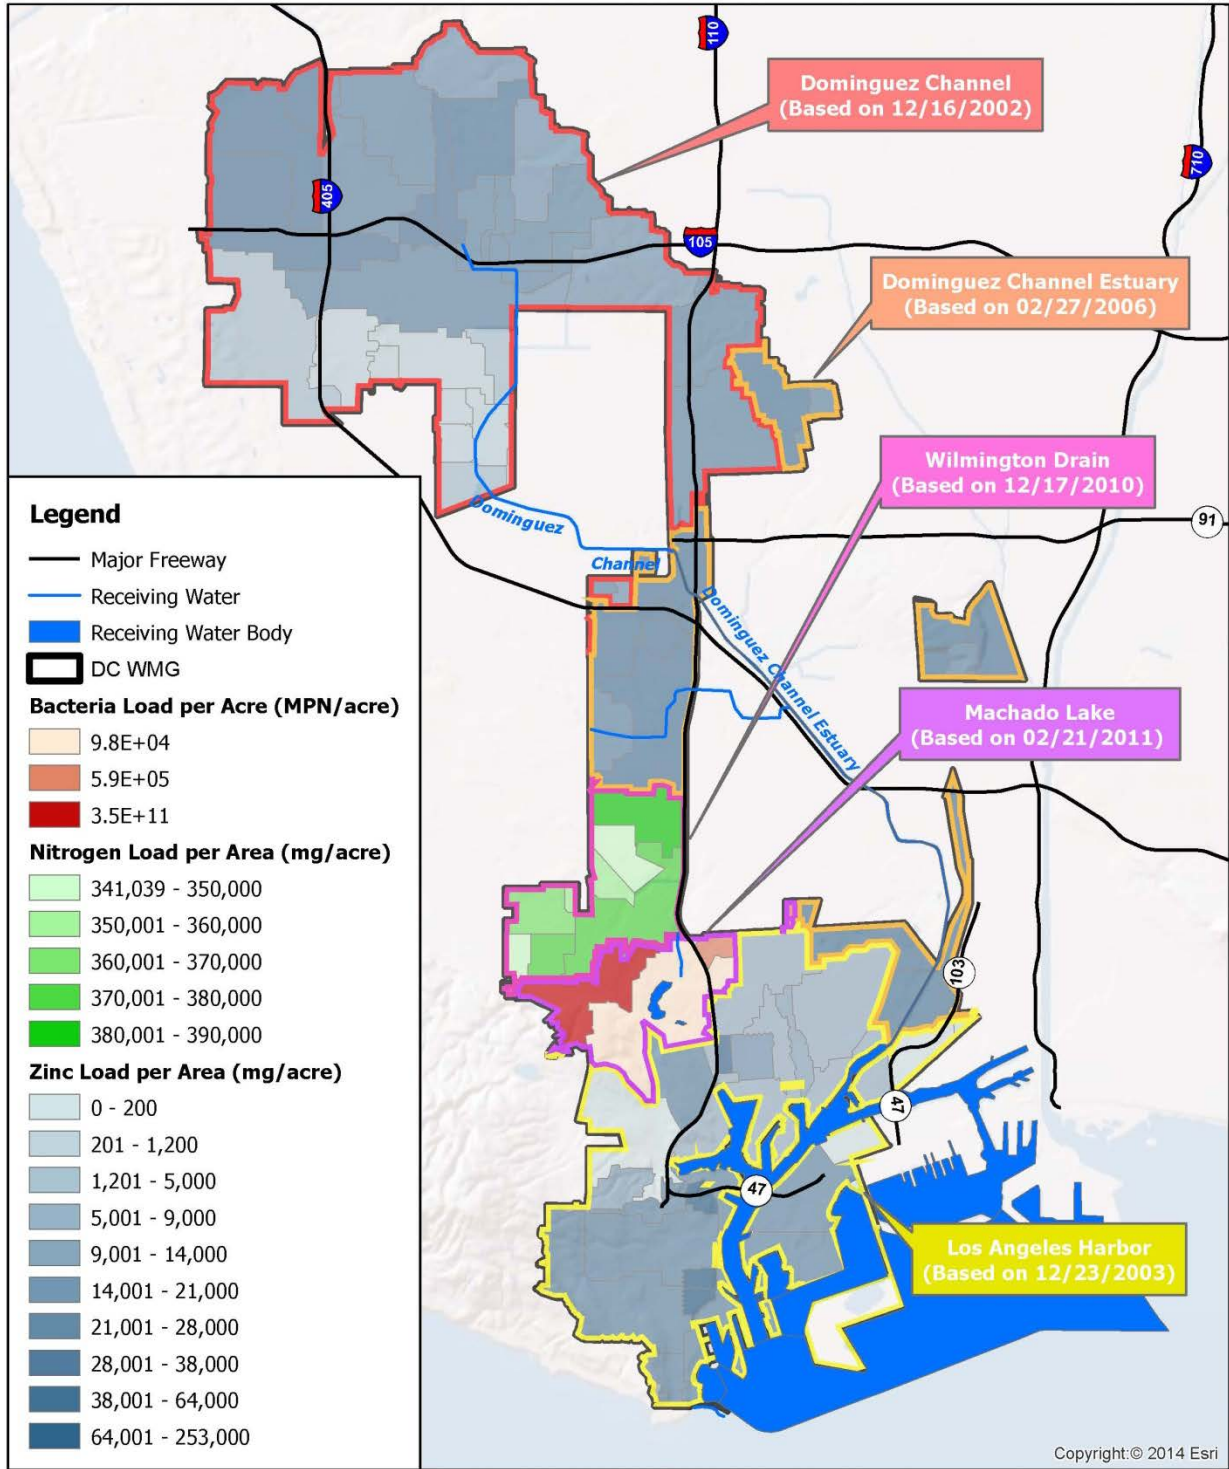 110
Dominguez Channel
(Based on 12/16/2002)
710
405
105
Dominguez Channel Estuary
(Based on 02/27/2006)
Wilmington Drain
(Based on 12/17/2010)
Dominguez
Channel
91
Dominguez Channel Estuary
Machado Lake
(Based on 02/21/2011)
103
47
47
Los Angeles Harbor
(Based on 12/23/2003)
Legend
Major Freeway
Receiving Water
Receiving Water Body
DC WMG
Bacteria Load per Acre (MPN/acre)
9.8E+04
5.9E+05
3.5E+11
Nitrogen Load per Area (mg/acre)
341,039 - 350,000
350,001 - 360,000
360,001 - 370,000
370,001 - 380,000
380,001 - 390,000
Zinc Load per Area (mg/acre)
0 - 200
201 - 1,200
1,201 - 5,000
5,001 - 9,000
9,001 - 14,000
14,001 - 21,000
21,001 - 28,000
28,001 - 38,000
38,001 - 64,000
64,001 - 253,000
Copyright:© 2014 Esri